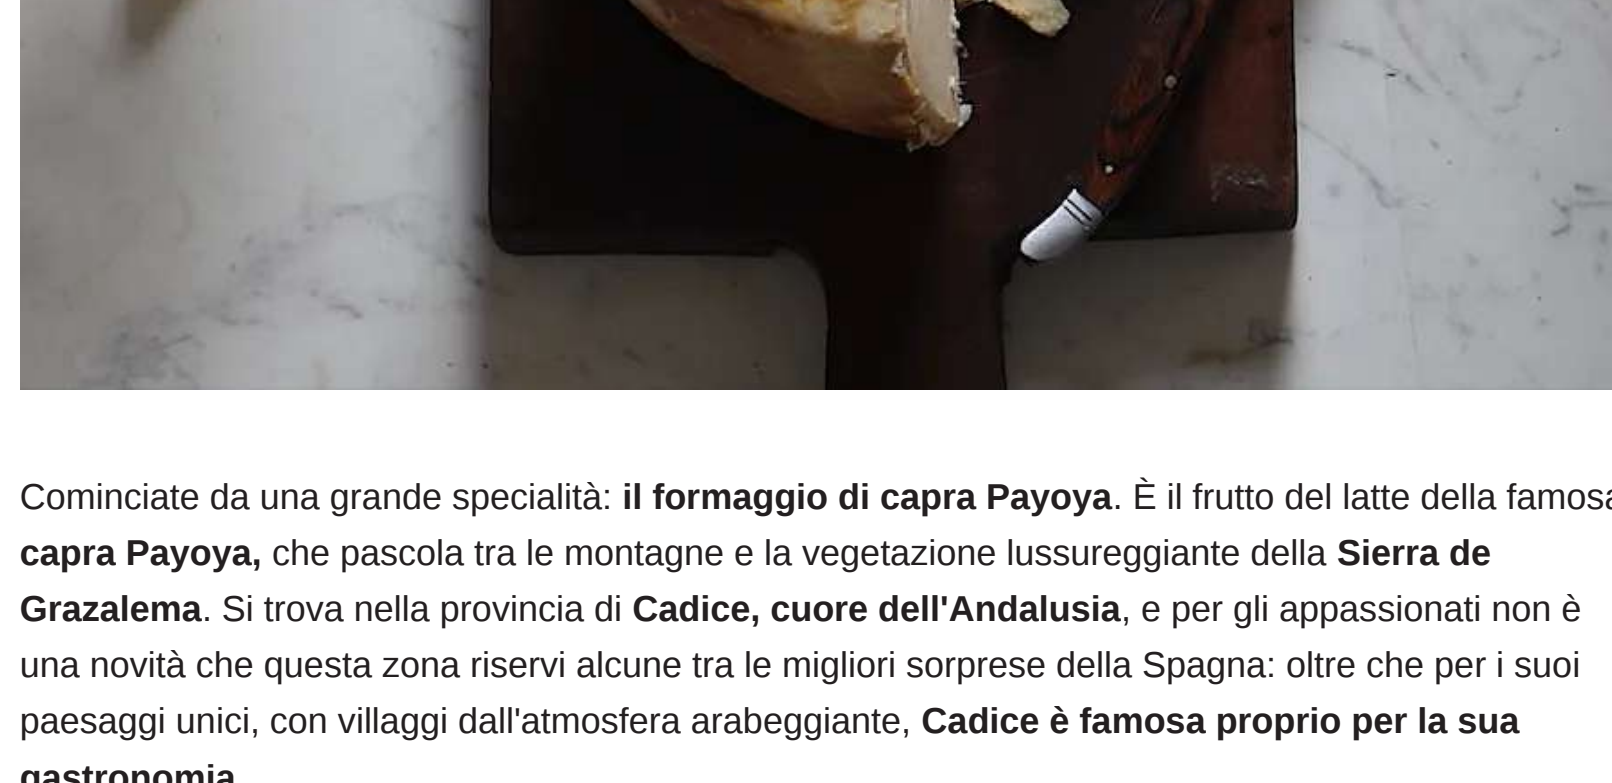 Cominciate da una grande specialità: il formaggio di capra Payoya. È il frutto del latte della famosa
capra Payoya, che pascola tra le montagne e la vegetazione lussureggiante della Sierra de
Grazalema. Si trova nella provincia di Cadice, cuore dell'Andalusia, e per gli appassionati non è
una novità che questa zona riservi alcune tra le migliori sorprese della Spagna: oltre che per i suoi
paesaggi unici, con villaggi dall'atmosfera arabeggiante, Cadice è famosa proprio per la sua
gastronomia.